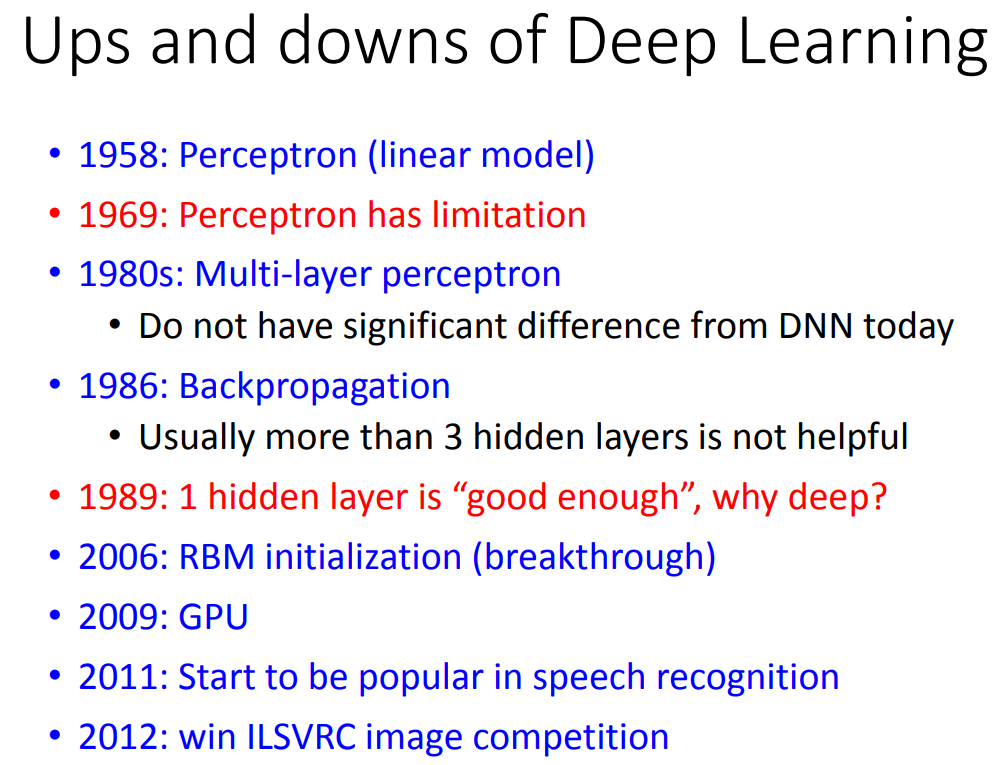 Ups and downs of Deep Learning
• 1958: Perceptron (linear model)
• 1969: Perceptron has limitation
• 1980s: Multi-layer perceptron
• Do not have significant difference from DNN today
• 1986: Backpropagation
• Usually more than 3 hidden layers is not helpful
• 1989: 1 hidden layer is “good enough”, why deep?
• 2006: RBM initialization (breakthrough)
• 2009: GPU
• 2011: Start to be popular in speech recognition
• 2012: win ILSVRC image competition